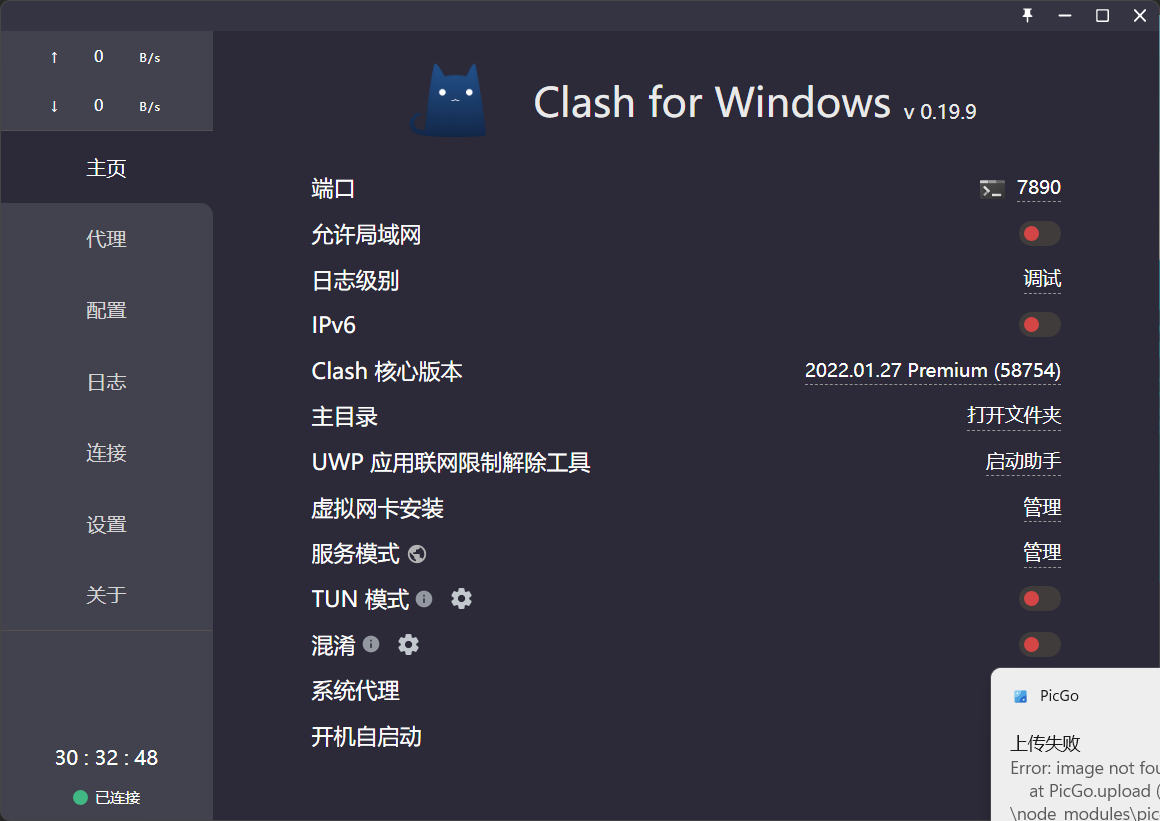 ↑ 0 B/s
↓ 0 B/s
主页
代理
配置
日志
连接
设置
关于
30 : 32 : 48
已连接
Clash for Windows v 0.19.9
端口 7890
允许局域网
日志级别 调试
IPv6
Clash 核心版本 2022.01.27 Premium (58754)
主目录 打开文件夹
UWP 应用联网限制解除工具 启动助手
虚拟网卡安装 管理
服务模式 管理
TUN 模式
混淆
系统代理
开机自启动
PicGo
上传失败
Error: image not fou
at PicGo.upload (
\node_modules\pic